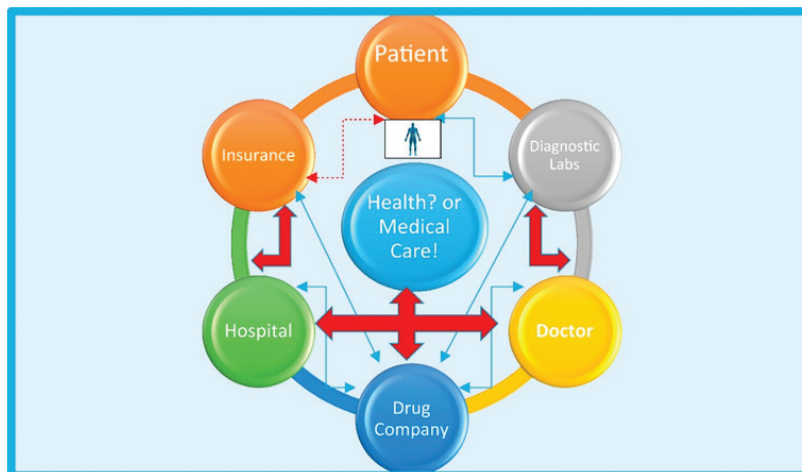 Patient
Insurance
Diagnostic
Labs
Health? or
Medical
Care!
Hospital
Doctor
Drug
Company